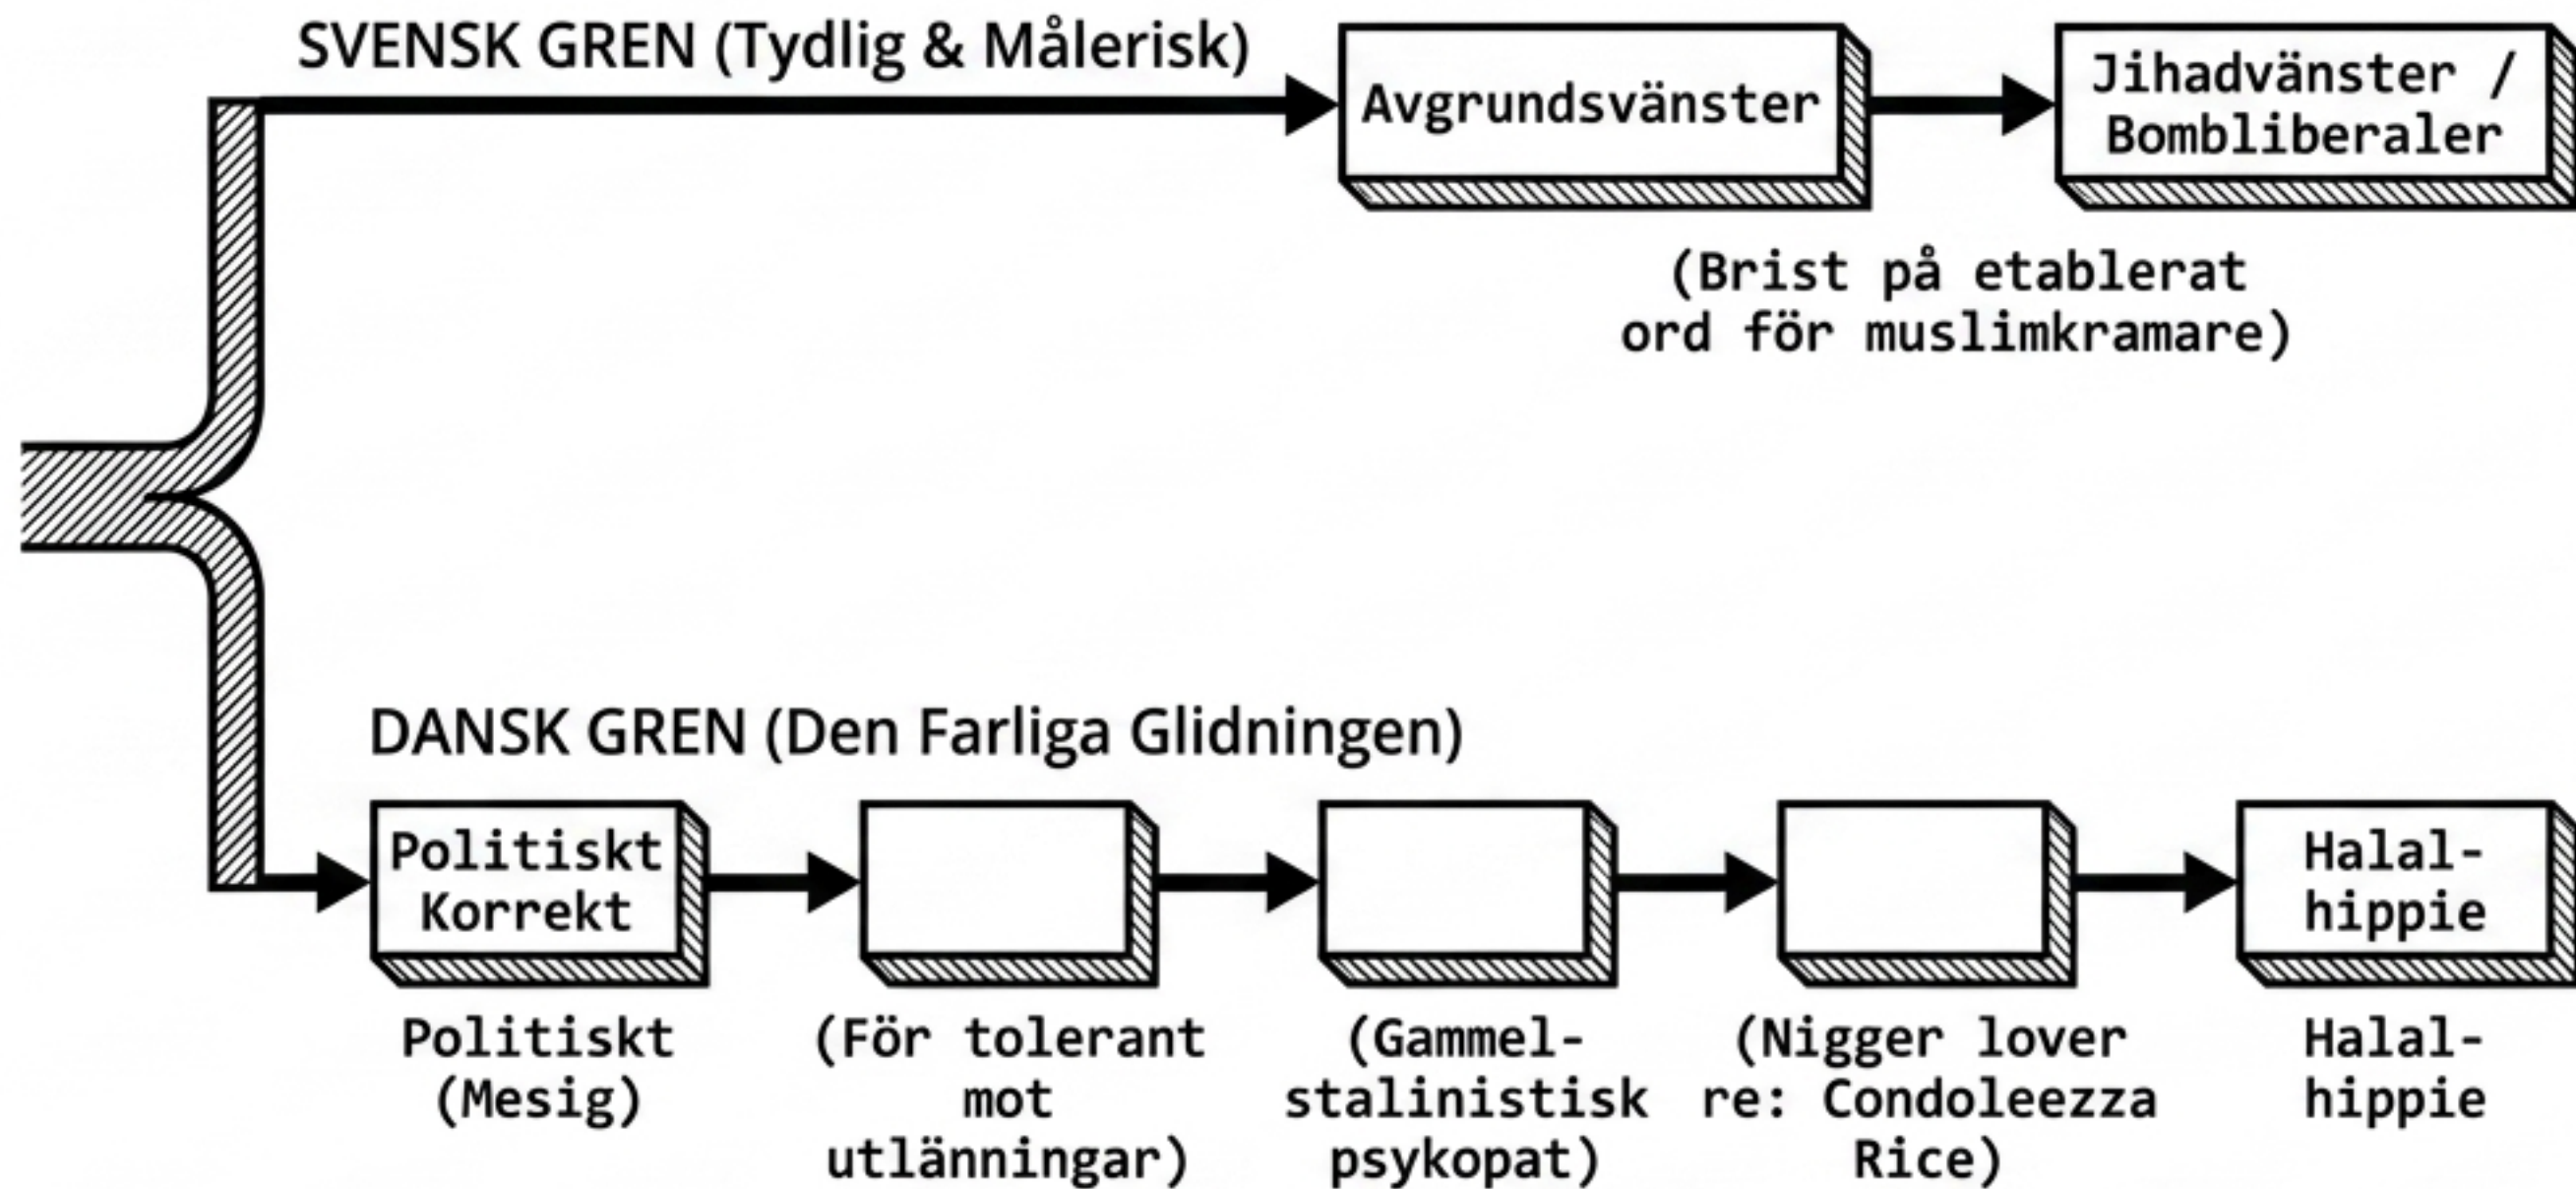 SVENSK GREN (Tydlig & Målerisk)
Avgrundsvänster
Jihadvänster /
Bombliberaler
(Brist på etablerat
ord för muslimkramare)
DANSK GREN (Den Farliga Glidningen)
Politiskt
Korrekt
Halal-
hippie
Politiskt
(Mesig)
(För tolerant
mot
utlänningar)
(Gammel-
stalinistisk
psykopat)
(Nigger lover
re: Condoleezza
Rice)
Halal-
hippie